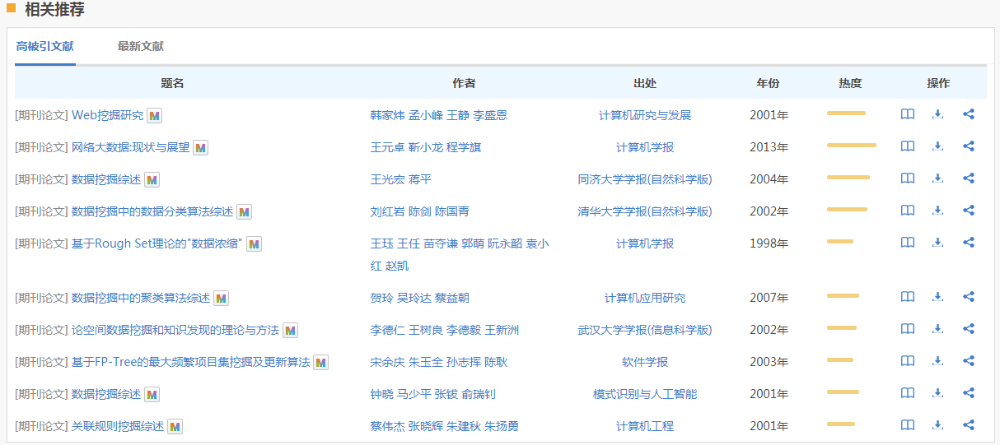 相关推荐
高被引文献 最新文献
题名 作者 出处 年份 热度 操作
[期刊论文] Web挖掘研究 M 韩家炜 孟小峰 王静 李盛恩 计算机研究与发展 2001年
[期刊论文] 网络大数据:现状与展望 M 王元卓 靳小龙 程学旗 计算机学报 2013年
[期刊论文] 数据挖掘综述 M 王光宏 蒋平 同济大学学报(自然科学版) 2004年
[期刊论文] 数据挖掘中的数据分类算法综述 M 刘红岩 陈剑 陈国青 清华大学学报(自然科学版) 2002年
[期刊论文] 基于Rough Set理论的"数据浓缩" M 王珏 王任 苗夺谦 郭萌 阮永韶 袁小 计算机学报 1998年
红 赵凯
[期刊论文] 数据挖掘中的聚类算法综述 M 贺玲 吴玲达 蔡益朝 计算机应用研究 2007年
[期刊论文] 论空间数据挖掘和知识发现的理论与方法 M 李德仁 王树良 李德毅 王新洲 武汉大学学报(信息科学版) 2002年
[期刊论文] 基于FP-Tree的最大频繁项目集挖掘及更新算法 M 宋余庆 朱玉全 孙志挥 陈耿 软件学报 2003年
[期刊论文] 数据挖掘综述 M 钟晓 马少平 张钹 俞瑞钊 模式识别与人工智能 2001年
[期刊论文] 关联规则挖掘综述 M 蔡伟杰 张晓辉 朱建秋 朱扬勇 计算机工程 2001年